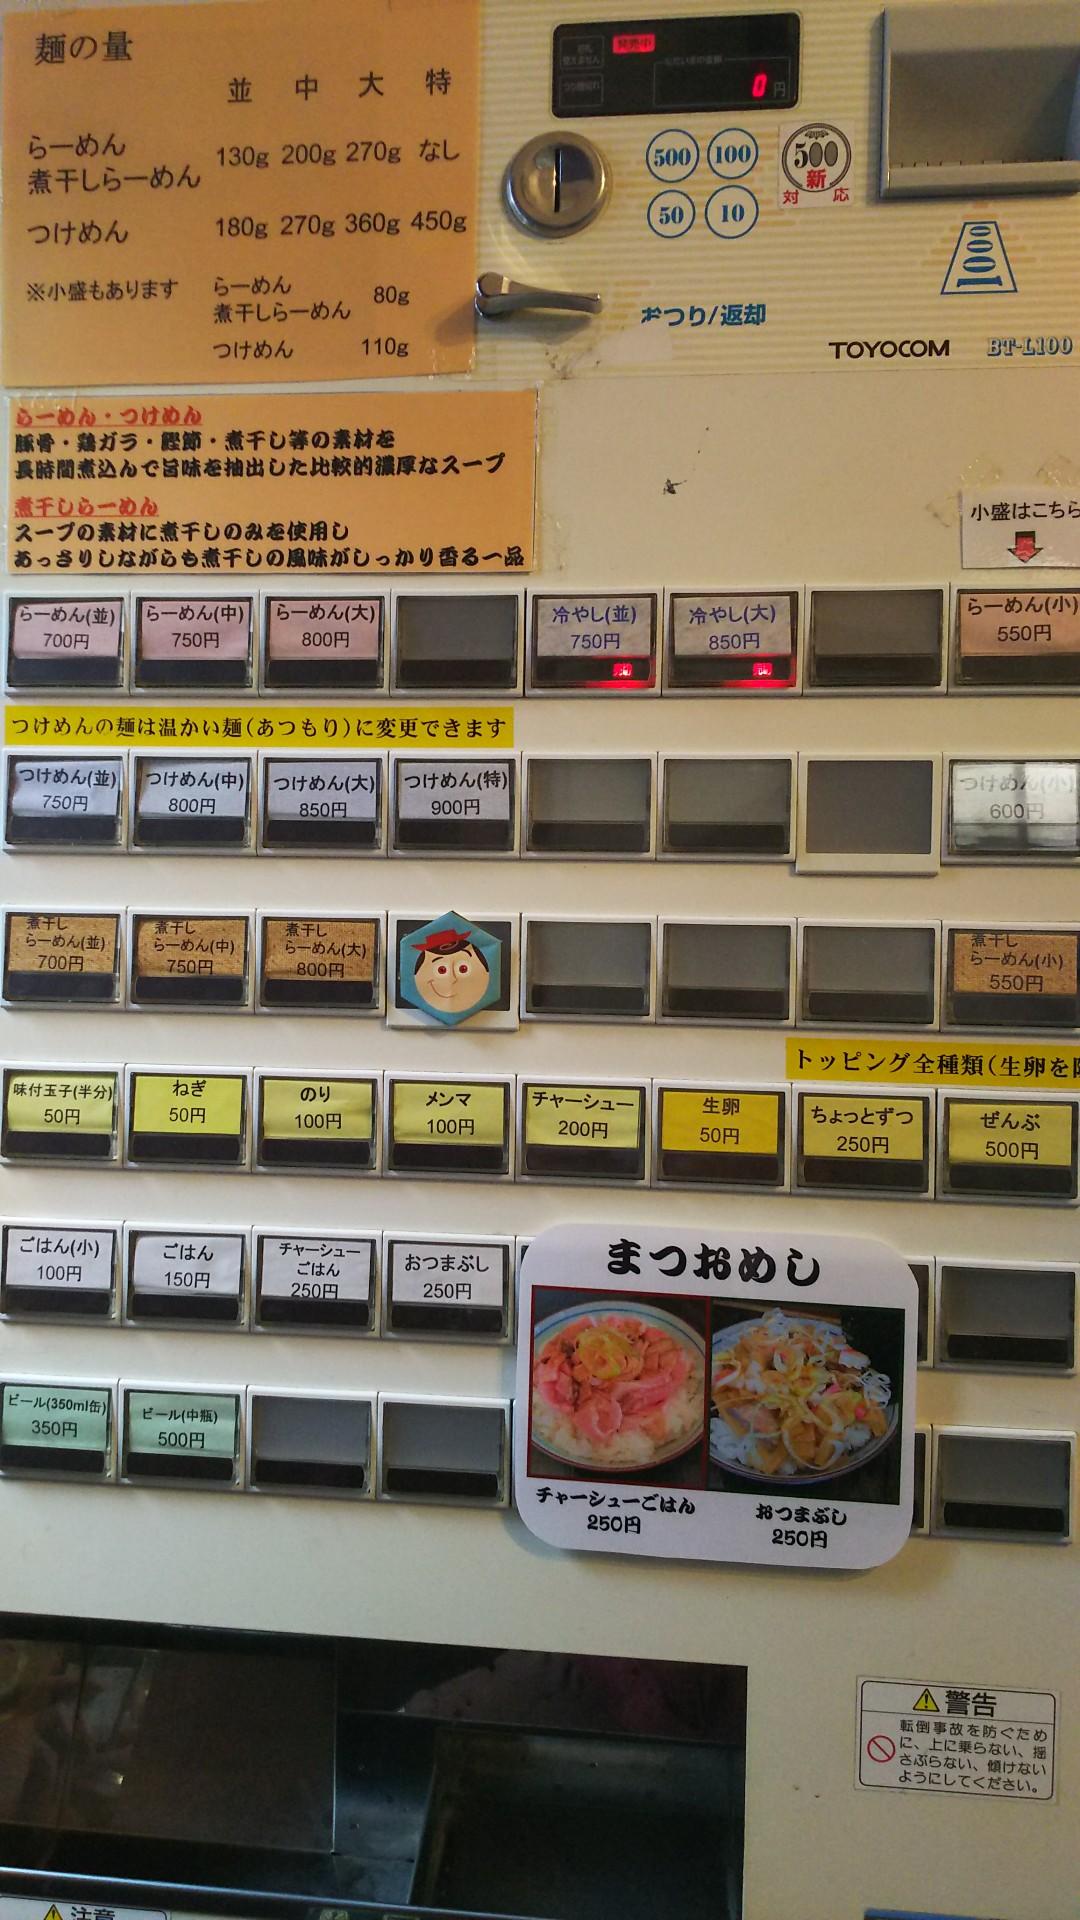 麺の量
並 中 大 特
らーめん
煮干しらーめん
130g 200g 270g なし
つけめん 180g 270g 360g 450g
※小盛もあります
らーめん
煮干しらーめん 80g
つけめん 110g
発売中
ただいまの金額
0円
500 100
50 10
500
新
対 応
1000
おつり/返却
TOYOCOM BT-L100
らーめん・つけめん
豚骨・鶏ガラ・鰹節・煮干し等の素材を
長時間煮込んで旨味を抽出した比較的濃厚なスープ
煮干しらーめん
スープの素材に煮干しのみを使用し
あっさりしながらも煮干しの風味がしっかり香る一品
小盛はこちら
らーめん(並)
700円
らーめん(中)
750円
らーめん(大)
800円
冷やし(並)
750円
冷やし(大)
850円
らーめん(小)
550円
つけめんの麺は温かい麺(あつもり)に変更できます
つけめん(並)
750円
つけめん(中)
800円
つけめん(大)
850円
つけめん(特)
900円
つけめん(小)
600円
煮干し
らーめん(並)
700円
煮干し
らーめん(中)
750円
煮干し
らーめん(大)
800円
煮干し
らーめん(小)
550円
トッピング全種類(生卵を
味付玉子(半分)
50円
ねぎ
50円
のり
100円
メンマ
100円
チャーシュー
200円
生卵
50円
ちょっとずつ
250円
ぜんぶ
500円
ごはん(小)
100円
ごはん
150円
チャーシュー
ごはん
250円
おつまぶし
250円
まつおめし
チャーシューごはん
250円
おつまぶし
250円
ビール(350ml缶)
350円
ビール(中瓶)
500円
警告
転倒事故を防ぐため
に、上に乗らない、揺
さぶらない、傾けない
ようにしてください。
注意